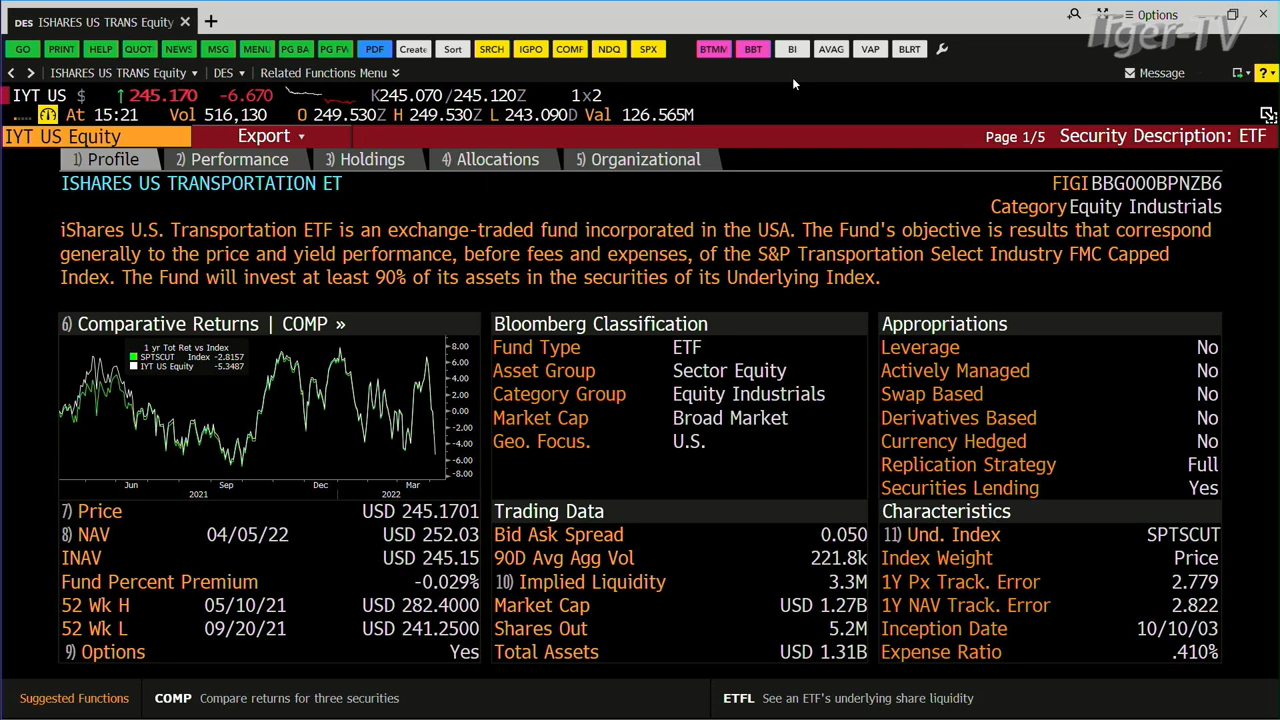 DES ISHARES US TRANS Equity × +
Options
Tiger-TV
GO PRINT HELP QUOT NEWS MSG MENU PG BA PG FW PDF Create Sort SRCH IGPO COMF NDQ SPX BTMM BBT BI AVAG VAP BLRT
< > ISHARES US TRANS Equity DES Related Functions Menu Message ?
IYT US $ ↑245.170 -6.670 K245.070/245.120Z 1x2
At 15:21 Vol 516,130 O 249.530Z H 249.530Z L 243.090D Val 126.565M
IYT US Equity Export Page 1/5 Security Description: ETF
1) Profile 2) Performance 3) Holdings 4) Allocations 5) Organizational
ISHARES US TRANSPORTATION ET FIGI BBG000BPNZB6
Category Equity Industrials
iShares U.S. Transportation ETF is an exchange-traded fund incorporated in the USA. The Fund's objective is results that correspond
generally to the price and yield performance, before fees and expenses, of the S&P Transportation Select Industry FMC Capped
Index. The Fund will invest at least 90% of its assets in the securities of its Underlying Index.
6) Comparative Returns | COMP »
1 yr Tot Ret vs Index
SPTSCUT Index -2.8157
IYT US Equity -5.3487
8.00
6.00
4.00
2.00
0.00
-2.00
-4.00
-6.00
-8.00
Jun Sep Dec Mar
2021 2022
7) Price USD 245.1701
8) NAV 04/05/22 USD 252.03
INAV USD 245.15
Fund Percent Premium -0.029%
52 Wk H 05/10/21 USD 282.4000
52 Wk L 09/20/21 USD 241.2500
9) Options Yes
Bloomberg Classification
Fund Type ETF
Asset Group Sector Equity
Category Group Equity Industrials
Market Cap Broad Market
Geo. Focus. U.S.
Trading Data
Bid Ask Spread 0.050
90D Avg Agg Vol 221.8k
10) Implied Liquidity 3.3M
Market Cap USD 1.27B
Shares Out 5.2M
Total Assets USD 1.31B
Appropriations
Leverage No
Actively Managed No
Swap Based No
Derivatives Based No
Currency Hedged No
Replication Strategy Full
Securities Lending Yes
Characteristics
11) Und. Index SPTSCUT
Index Weight Price
1Y Px Track. Error 2.779
1Y NAV Track. Error 2.822
Inception Date 10/10/03
Expense Ratio .410%
Suggested Functions COMP Compare returns for three securities ETFL See an ETF's underlying share liquidity